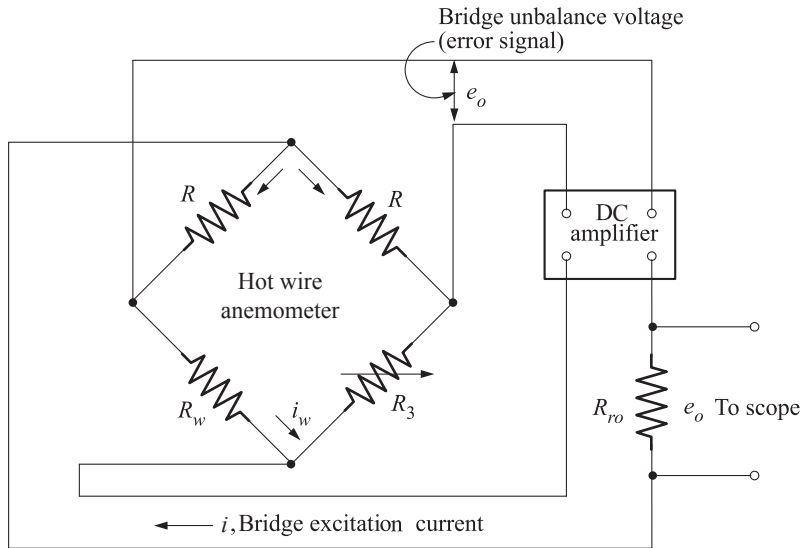 Bridge unbalance voltage
(error signal)
e_o
R
R
DC
amplifier
Hot wire
anemometer
R_w
i_w
R_3
R_ro
e_o To scope
i, Bridge excitation current